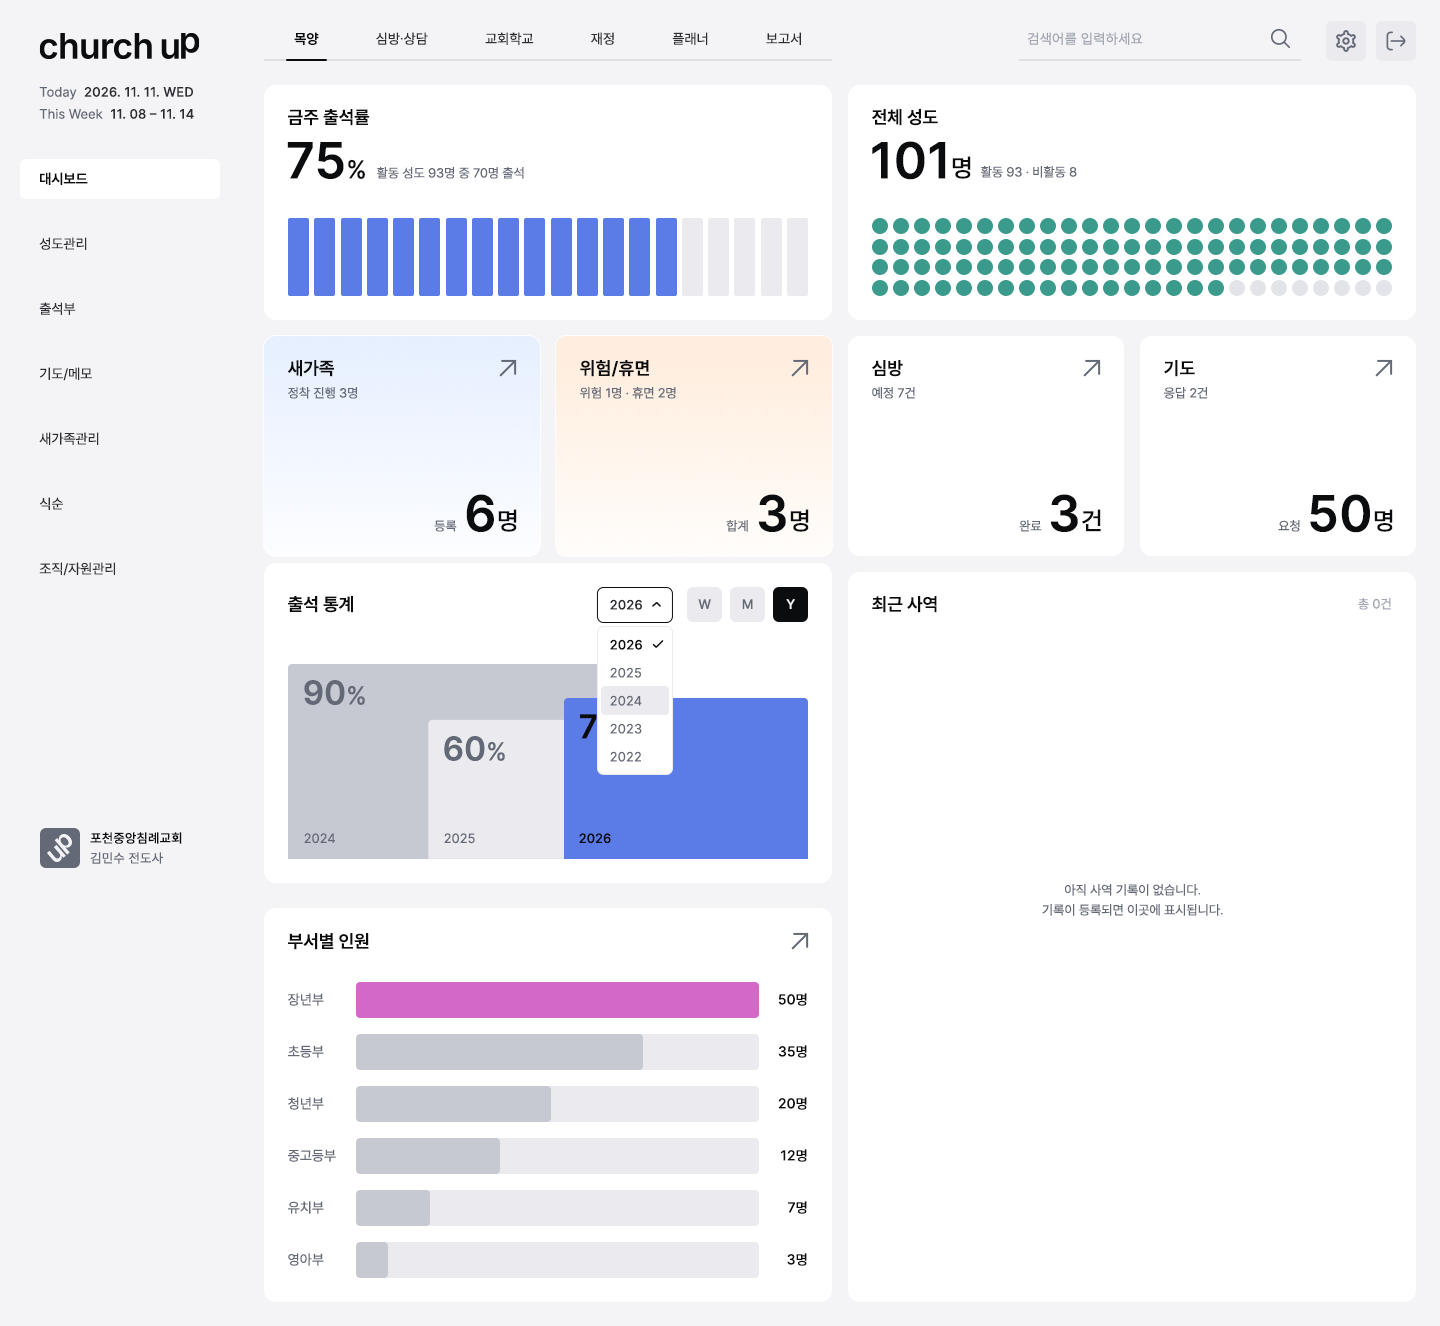 church up
Today 2026. 11. 11. WED
This Week 11. 08 – 11. 14
대시보드
성도관리
출석부
기도/메모
새가족관리
식순
조직/자원관리
up
포천중앙침례교회
김민수 전도사
목양 심방·상담 교회학교 재정 플래너 보고서
검색어를 입력하세요
금주 출석률
75% 활동 성도 93명 중 70명 출석
전체 성도
101명 활동 93 · 비활동 8
새가족
정착 진행 3명
등록 6명
위험/휴면
위험 1명 · 휴면 2명
합계 3명
심방
예정 7건
완료 3건
기도
응답 2건
요청 50명
출석 통계
2026 W M Y
2026
2025
2024
2023
2022
90%
60%
7
2024 2025 2026
최근 사역
총 0건
아직 사역 기록이 없습니다.
기록이 등록되면 이곳에 표시됩니다.
부서별 인원
장년부 50명
초등부 35명
청년부 20명
중고등부 12명
유치부 7명
영아부 3명